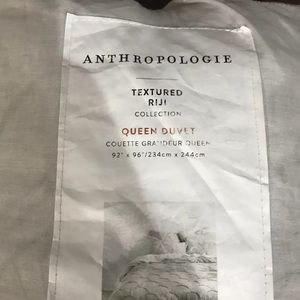 ANTHROPOLOGIE
TEXTURED
RIJI
COLLECTION
QUEEN DUVET
COUETTE GRANDEUR QUEEN
92" x 96"/234cm x 244cm